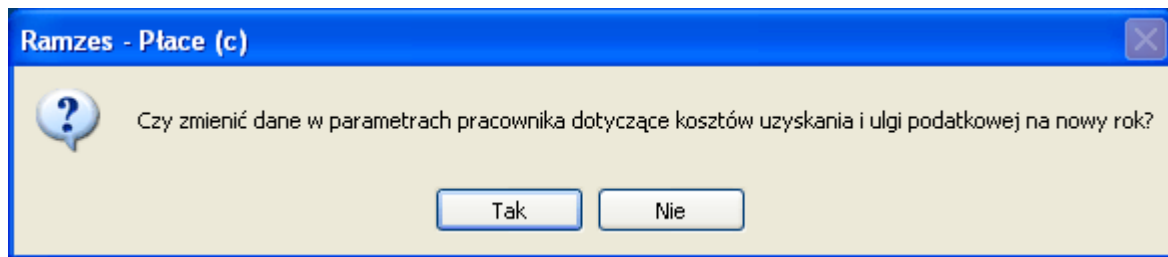 Ramzes - Płace (c)
Czy zmienić dane w parametrach pracownika dotyczące kosztów uzyskania i ulgi podatkowej na nowy rok?
Tak Nie